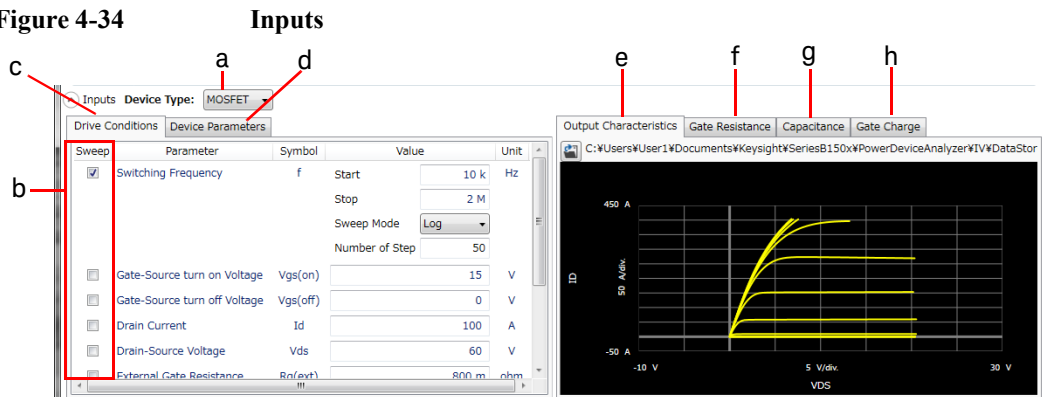 Figure 4-34 Inputs
c a d e f g h
Inputs Device Type: MOSFET
Drive Conditions Device Parameters
Sweep Parameter Symbol Value Unit
b
Switching Frequency f Start 10 k Hz
Stop 2 M
Sweep Mode Log
Number of Step 50
Gate-Source turn on Voltage Vgs(on) 15 V
Gate-Source turn off Voltage Vgs(off) 0 V
Drain Current Id 100 A
Drain-Source Voltage Vds 60 V
External Gate Resistance Rg(ext) 800 m ohm
Output Characteristics Gate Resistance Capacitance Gate Charge
C:¥Users¥User1¥Documents¥Keysight¥SeriesB150x¥PowerDeviceAnalyzer¥IV¥DataStor
450 A
ID
50 A/div.
-50 A
-10 V 5 V/div. 30 V
VDS